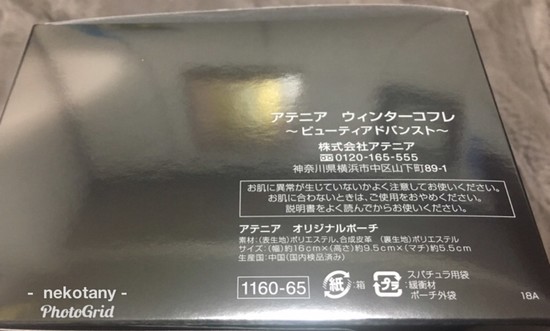 アテニア ウィンターコフレ
～ビューティアドバンスト～
株式会社アテニア
0120-165-555
神奈川県横浜市中区山下町89-1
お肌に異常が生じていないかよく注意してお使いください。
お肌に合わないときは、ご使用をおやめください。
説明書をよく読んでからお使いください。
アテニア オリジナルポーチ
素材:(表生地)ポリエステル、合成皮革 (裏生地)ポリエステル
サイズ:(幅)約16cm×(高さ)約9.5cm×(マチ)約5.5cm
生産国:中国(国内検品済み)
1160-65
紙
:箱
プラ
スパチュラ用袋
:緩衝材
ポーチ外袋
18A
- nekotany -
PhotoGrid